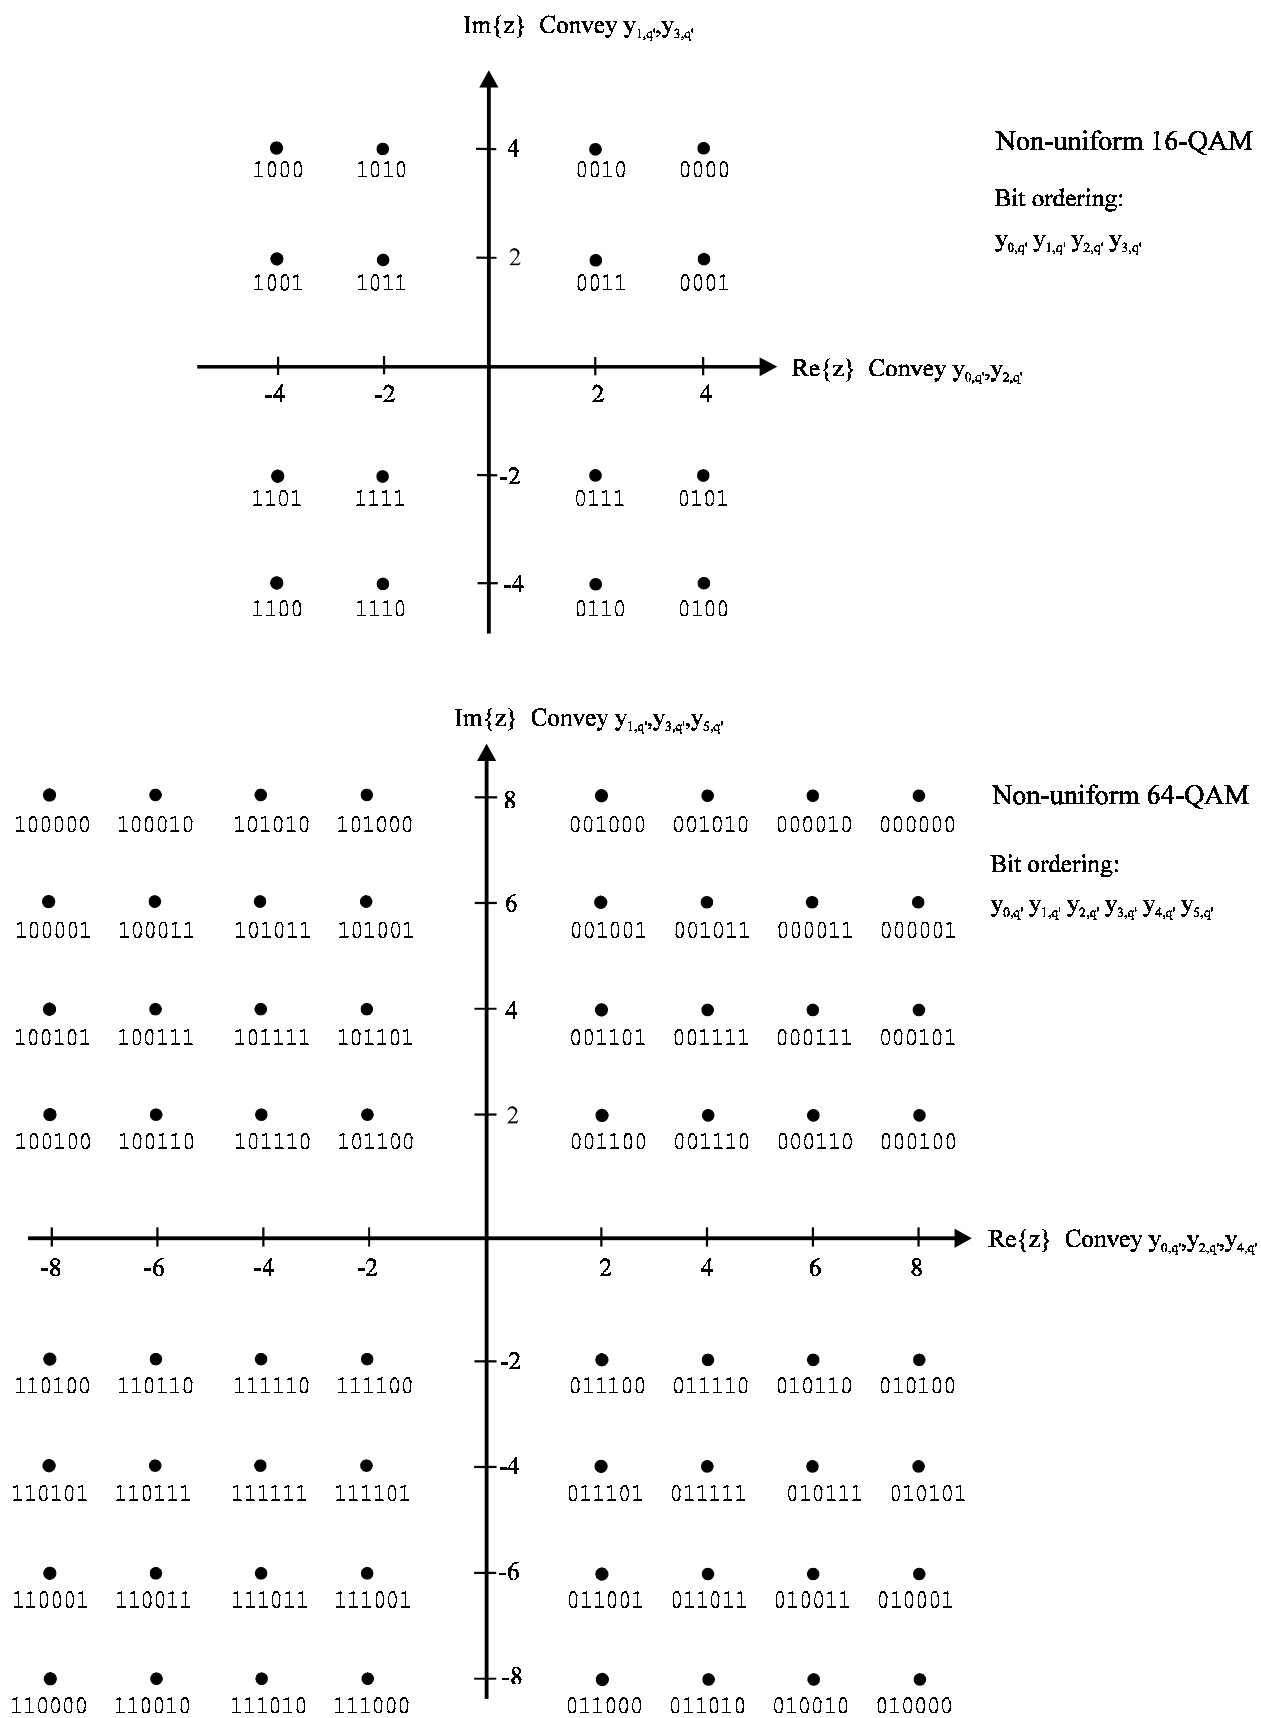 Im{z} Convey y1,q',y3,q'
4
Non-uniform 16-QAM
1000 1010 0010 0000
Bit ordering:
y0,q' y1,q' y2,q' y3,q'
2
1001 1011 0011 0001
Re{z} Convey y0,q',y2,q'
-4 -2 2 4
-2
1101 1111 0111 0101
-4
1100 1110 0110 0100
Im{z} Convey y1,q',y3,q',y5,q'
8
Non-uniform 64-QAM
100000 100010 101010 101000 001000 001010 000010 000000
Bit ordering:
6
y0,q' y1,q' y2,q' y3,q' y4,q' y5,q'
100001 100011 101011 101001 001001 001011 000011 000001
4
100101 100111 101111 101101 001101 001111 000111 000101
2
100100 100110 101110 101100 001100 001110 000110 000100
Re{z} Convey y0,q',y2,q',y4,q'
-8 -6 -4 -2 2 4 6 8
-2
110100 110110 111110 111100 011100 011110 010110 010100
-4
110101 110111 111111 111101 011101 011111 010111 010101
-6
110001 110011 111011 111001 011001 011011 010011 010001
-8
110000 110010 111010 111000 011000 011010 010010 010000